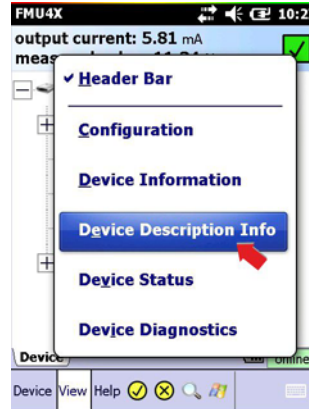 FMU4X 10:2
output current: 5.81 mA
Header Bar
Configuration
Device Information
Device Description Info
Device Status
Device Diagnostics
Device
online
Device View Help